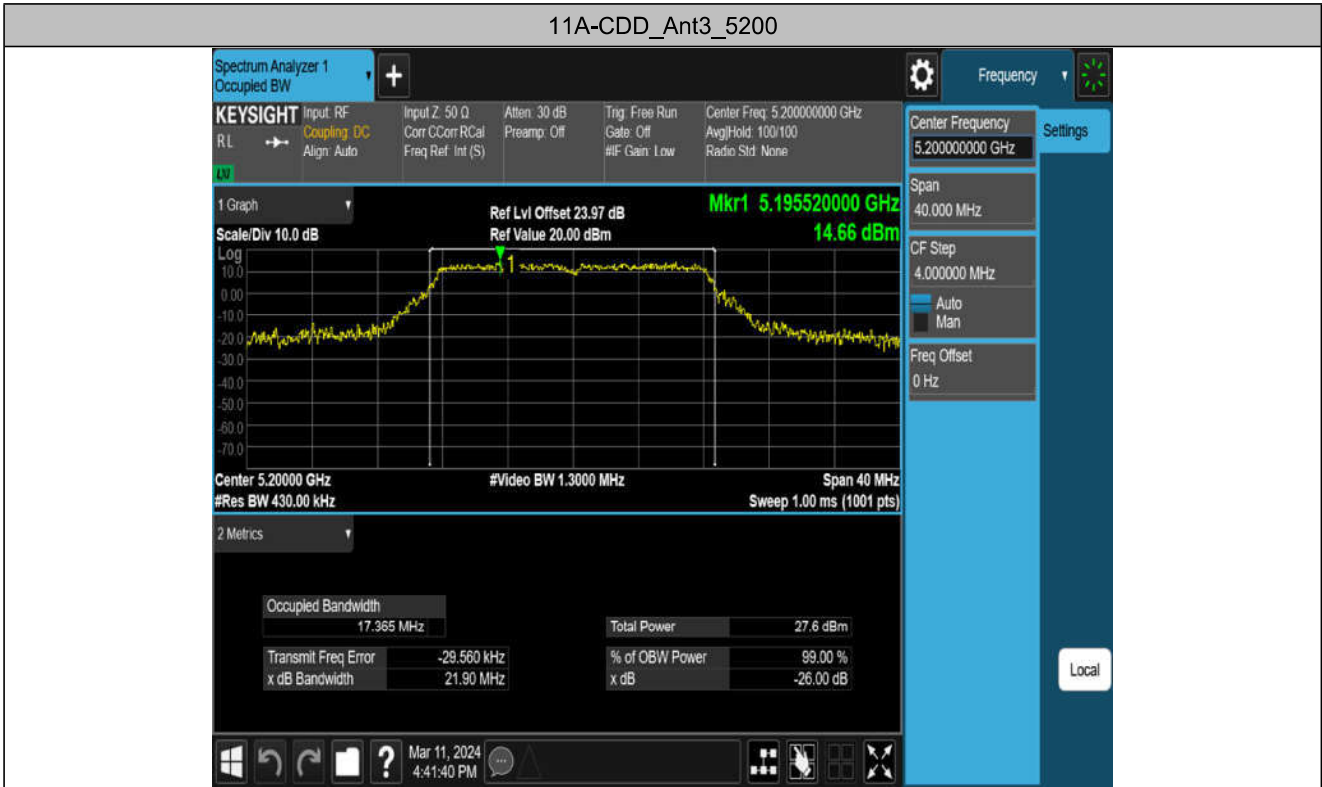 11A-CDD_Ant3_5200
Spectrum Analyzer 1
Occupied BW
+
Frequency
KEYSIGHT
RL
LXI
Input: RF
Coupling: DC
Align: Auto
Input Z: 50 Ω
Corr CCorr RCal
Freq Ref: Int (S)
Atten: 30 dB
Preamp: Off
Trig: Free Run
Gate: Off
#IF Gain: Low
Center Freq: 5.200000000 GHz
Avg|Hold: 100/100
Radio Std: None
Center Frequency
5.200000000 GHz
Settings
Span
40.000 MHz
CF Step
4.000000 MHz
Auto
Man
Freq Offset
0 Hz
Local
1 Graph
Scale/Div 10.0 dB
Ref Lvl Offset 23.97 dB
Ref Value 20.00 dBm
Mkr1 5.195520000 GHz
14.66 dBm
Log
10.0
0.00
-10.0
-20.0
-30.0
-40.0
-50.0
-60.0
-70.0
1
Center 5.20000 GHz
#Video BW 1.3000 MHz
Span 40 MHz
#Res BW 430.00 kHz
Sweep 1.00 ms (1001 pts)
2 Metrics
Occupied Bandwidth
17.365 MHz
Total Power 27.6 dBm
Transmit Freq Error -29.560 kHz
% of OBW Power 99.00 %
x dB Bandwidth 21.90 MHz
x dB -26.00 dB
?
Mar 11, 2024
4:41:40 PM